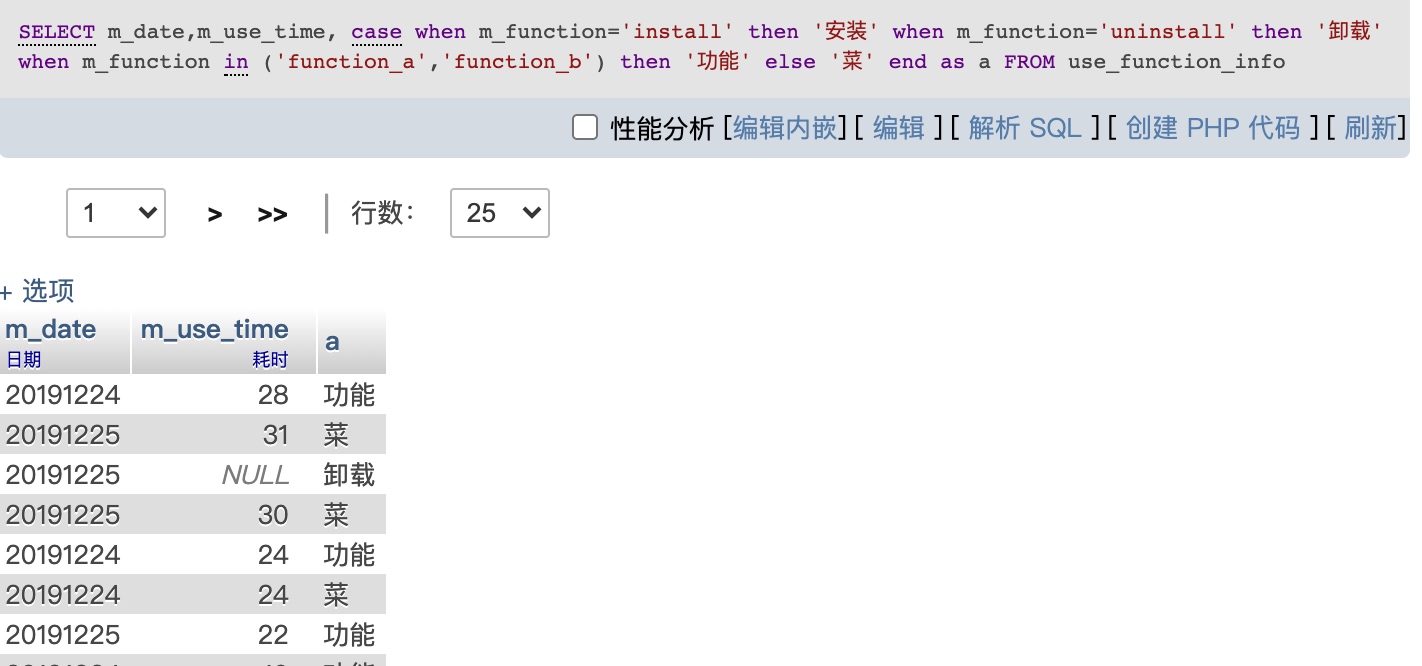 SELECT m_date,m_use_time, case when m_function='install' then '安装' when m_function='uninstall' then '卸载'
when m_function in ('function_a','function_b') then '功能' else '菜' end as a FROM use_function_info
性能分析 [编辑内嵌] [ 编辑 ] [ 解析 SQL ] [ 创建 PHP 代码 ] [ 刷新]
1 > >> | 行数： 25
+ 选项
m_date m_use_time a
日期 耗时
20191224 28 功能
20191225 31 菜
20191225 NULL 卸载
20191225 30 菜
20191224 24 功能
20191224 24 菜
20191225 22 功能